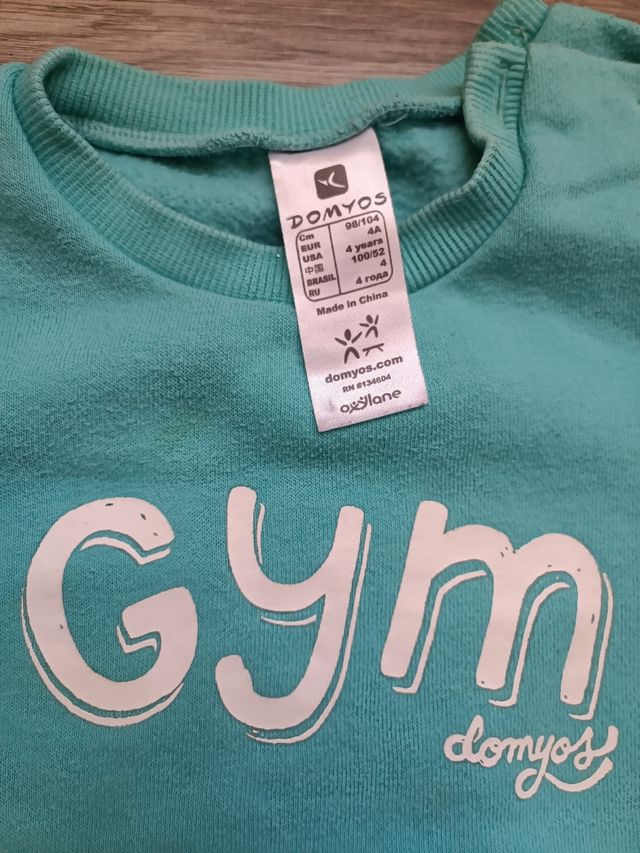 DOMYOS
Cm 98/104
EUR 4A
USA 4 years
中国 100/52
BRASIL 4
RU 4 года
Made in China
domyos.com
RN #134604
oxylane
Gym
domyos